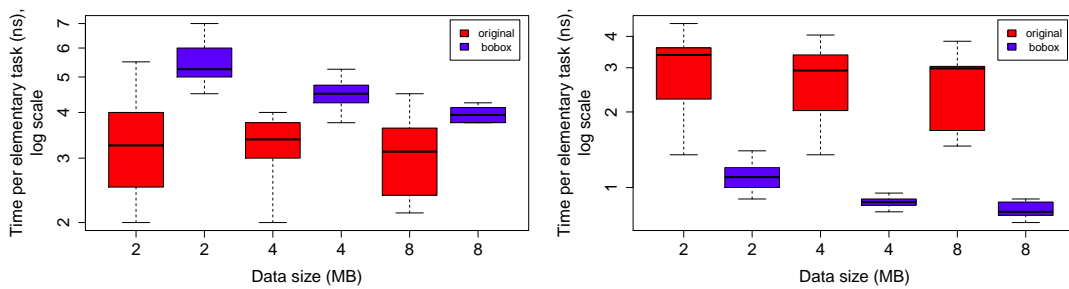 Time per elementary task (ns),
log scale
7
6
5
4
3
2
original
bobox
2
2
4
4
8
8
Data size (MB)
Time per elementary task (ns),
log scale
4
3
2
1
original
bobox
2
2
4
4
8
8
Data size (MB)